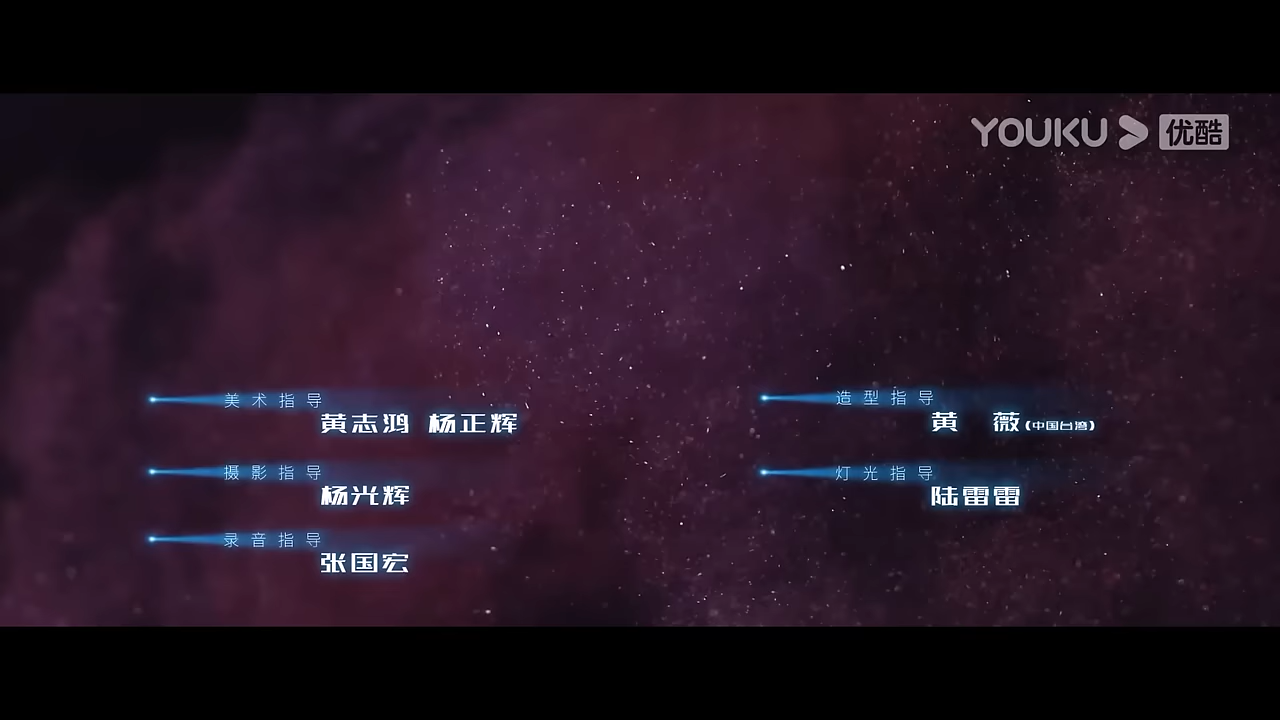 YOUKU 优酷
美术指导
黄志鸿 杨正辉
造型指导
黄 薇(中国台湾)
摄影指导
杨光辉
灯光指导
陆雷雷
录音指导
张国宏